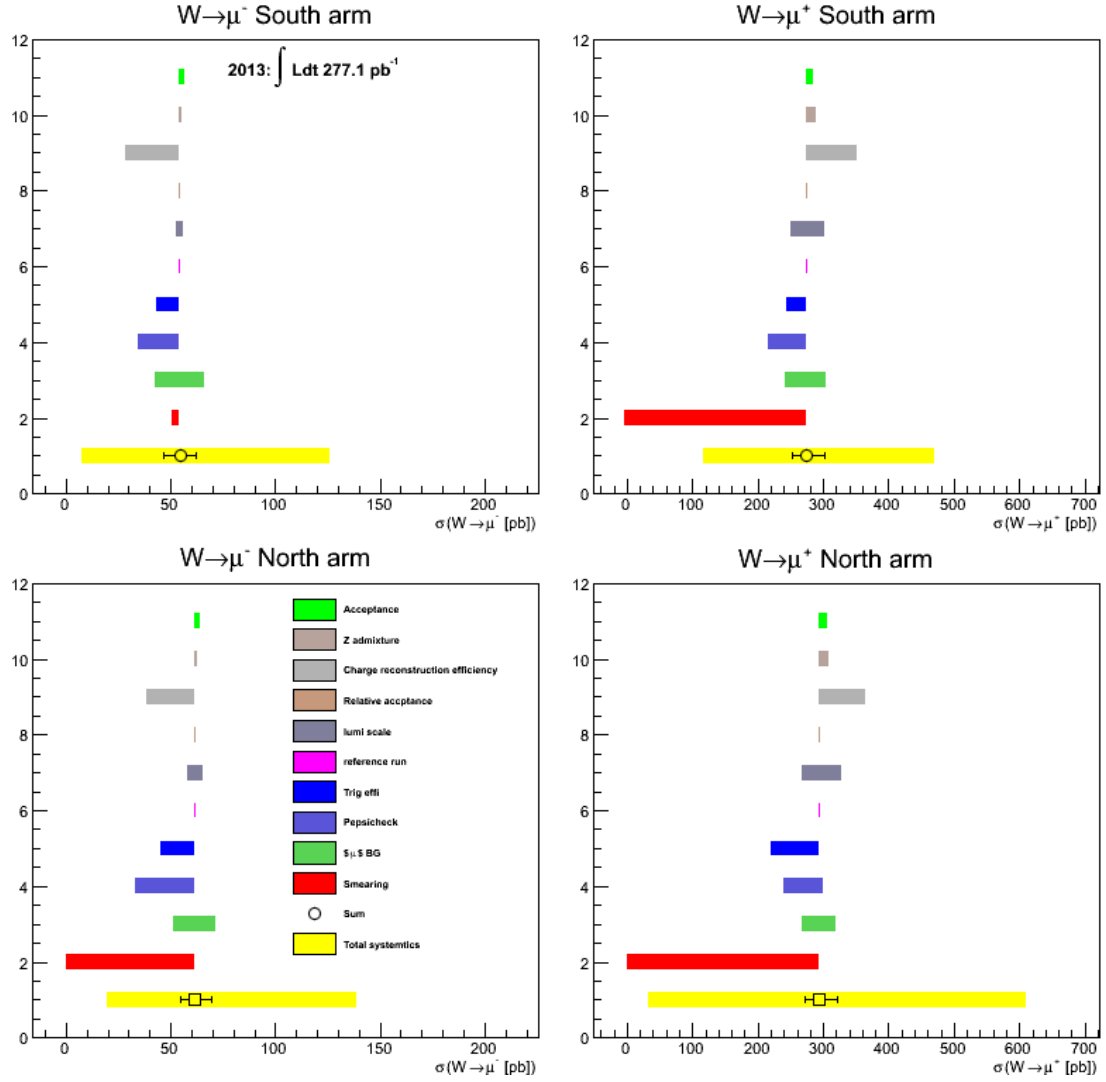 W→μ⁻ South arm
2013: ∫ Ldt 277.1 pb⁻¹
12
10
8
6
4
2
0
0 50 100 150 200
σ(W→μ⁻ [pb])
W→μ⁺ South arm
12
10
8
6
4
2
0
0 100 200 300 400 500 600 700
σ(W→μ⁺ [pb])
W→μ⁻ North arm
12
10
8
6
4
2
0
Acceptance
Z admixture
Charge reconstruction efficiency
Relative accptance
lumi scale
reference run
Trig effi
Pepsicheck
$μ$ BG
Smearing
Sum
Total systemtics
0 50 100 150 200
σ(W→μ⁻ [pb])
W→μ⁺ North arm
12
10
8
6
4
2
0
0 100 200 300 400 500 600 700
σ(W→μ⁺ [pb])